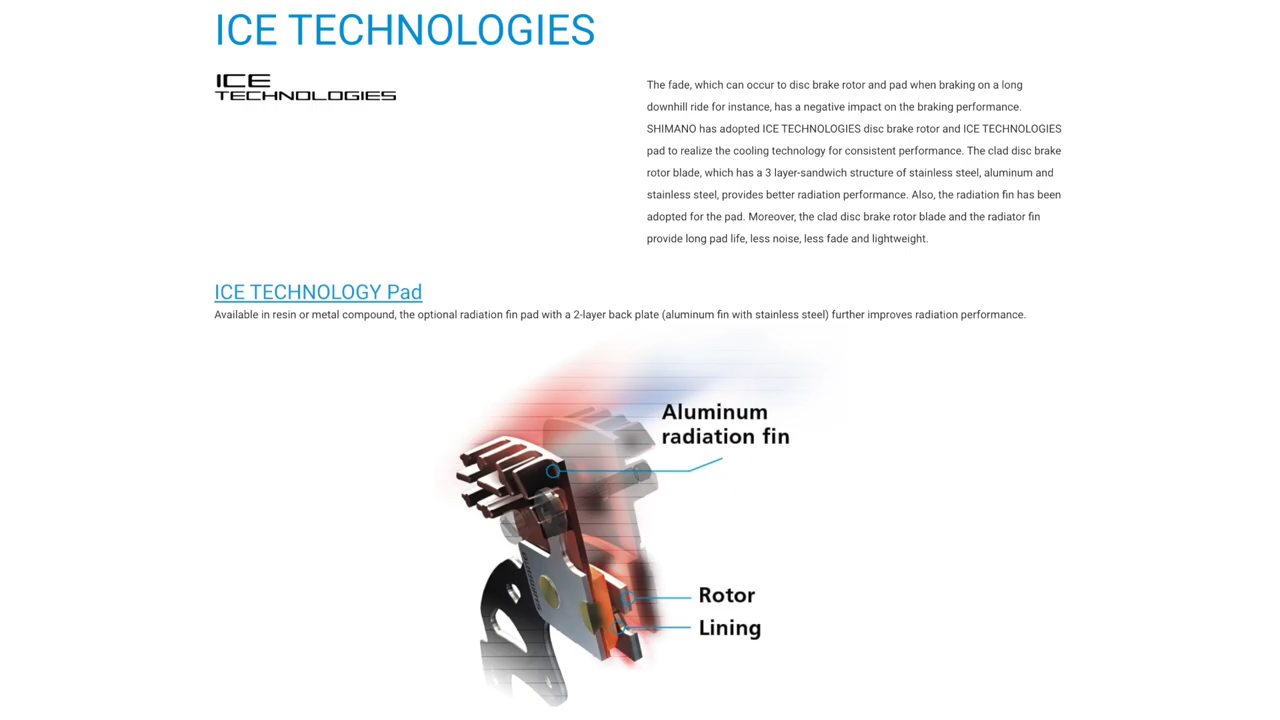 ICE TECHNOLOGIES
ICE
TECHNOLOGIES
The fade, which can occur to disc brake rotor and pad when braking on a long
downhill ride for instance, has a negative impact on the braking performance.
SHIMANO has adopted ICE TECHNOLOGIES disc brake rotor and ICE TECHNOLOGIES
pad to realize the cooling technology for consistent performance. The clad disc brake
rotor blade, which has a 3 layer-sandwich structure of stainless steel, aluminum and
stainless steel, provides better radiation performance. Also, the radiation fin has been
adopted for the pad. Moreover, the clad disc brake rotor blade and the radiator fin
provide long pad life, less noise, less fade and lightweight.
ICE TECHNOLOGY Pad
Available in resin or metal compound, the optional radiation fin pad with a 2-layer back plate (aluminum fin with stainless steel) further improves radiation performance.
Aluminum
radiation fin
Rotor
Lining